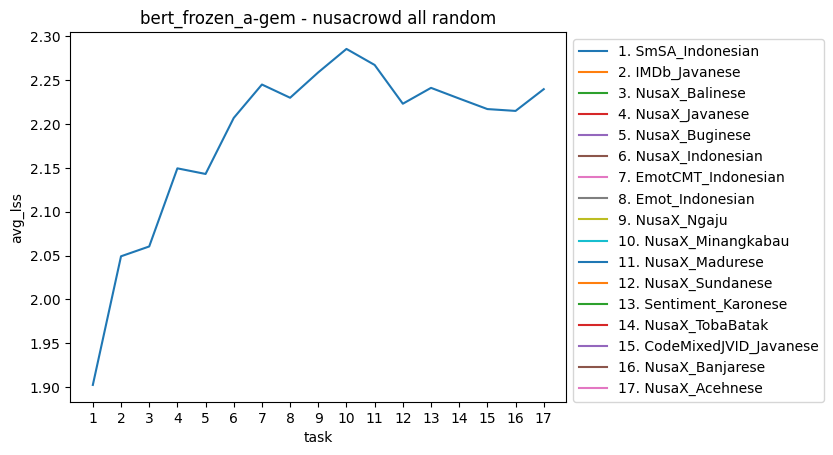 bert_frozen_a-gem - nusacrowd all random
2.30
2.25
2.20
2.15
2.10
2.05
2.00
1.95
1.90
avg_lss
1 2 3 4 5 6 7 8 9 10 11 12 13 14 15 16 17
task
1. SmSA_Indonesian
2. IMDb_Javanese
3. NusaX_Balinese
4. NusaX_Javanese
5. NusaX_Buginese
6. NusaX_Indonesian
7. EmotCMT_Indonesian
8. Emot_Indonesian
9. NusaX_Ngaju
10. NusaX_Minangkabau
11. NusaX_Madurese
12. NusaX_Sundanese
13. Sentiment_Karonese
14. NusaX_TobaBatak
15. CodeMixedJVID_Javanese
16. NusaX_Banjarese
17. NusaX_Acehnese